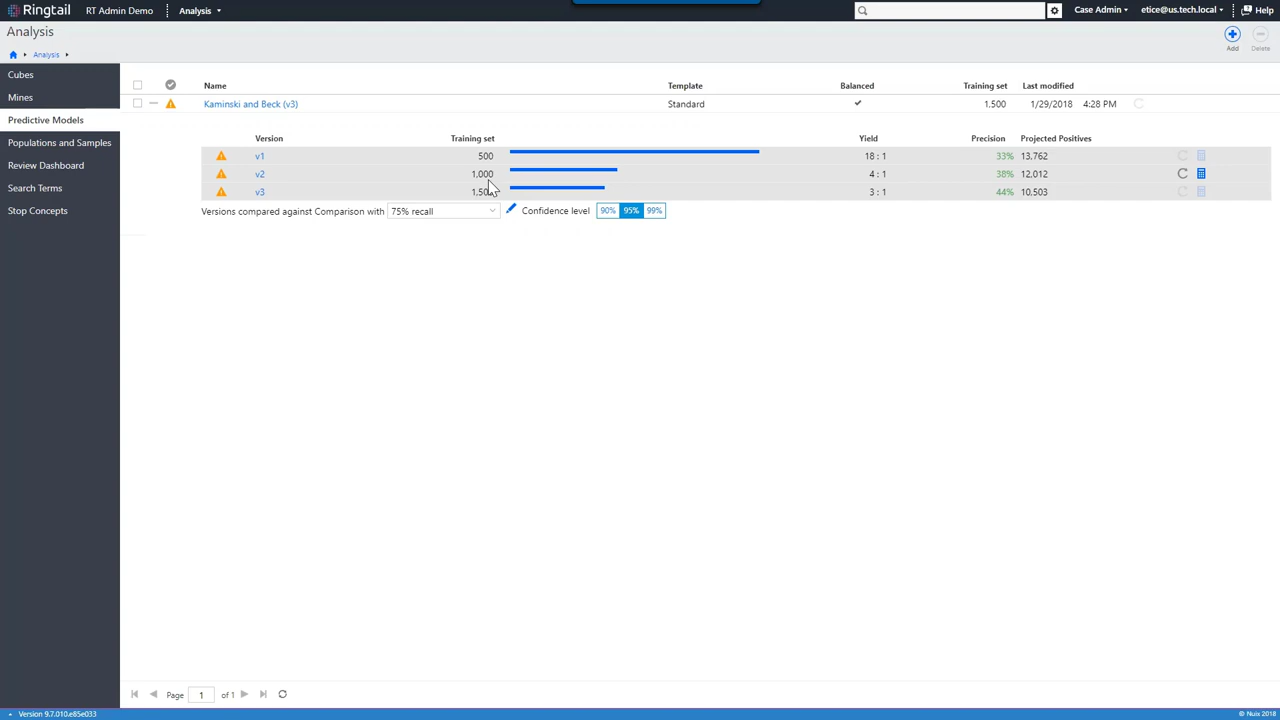 Ringtail RT Admin Demo Analysis Case Admin etice@us.tech.local Help
Analysis
Analysis
Add Delete
Cubes
Mines
Predictive Models
Populations and Samples
Review Dashboard
Search Terms
Stop Concepts
Name Template Balanced Training set Last modified
Kaminski and Beck (v3) Standard 1,500 1/29/2018 4:28 PM
Version Training set Yield Precision Projected Positives
v1 500 18 : 1 33% 13,762
v2 1,000 4 : 1 38% 12,012
v3 1,500 3 : 1 44% 10,503
Versions compared against Comparison with 75% recall Confidence level 90% 95% 99%
Page 1 of 1
Version 9.7.010.e85e033 © Nuix 2018